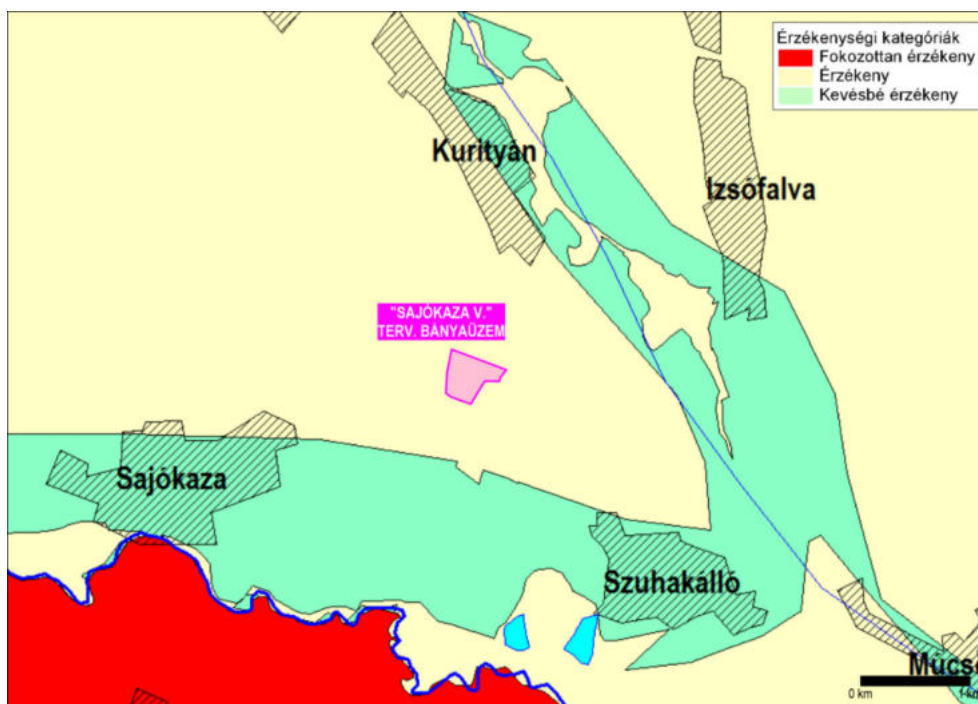 Érzékenységi kategóriák
Fokozottan érzékeny
Érzékeny
Kevésbé érzékeny
Kurityán
Izsófalva
"SAJÓKAZA V."
TERV. BÁNYAÜZEM
Sajókaza
Szuhakálló
0 km